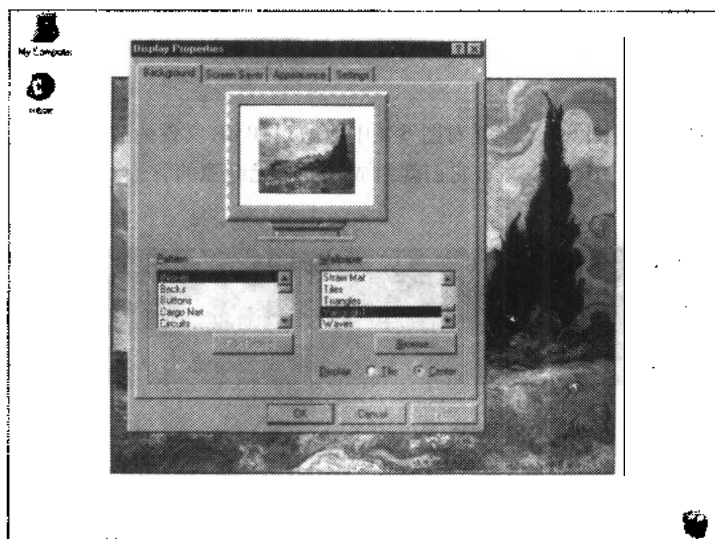 My Computer
Display Properties
Background Screen Saver Appearance Settings
Pattern
Bricks
Buttons
Cargo Net
Circuits
Wallpaper
Straw Mat
Tiles
Triangles
Waves
Browse...
Display: Tile Center
OK Cancel